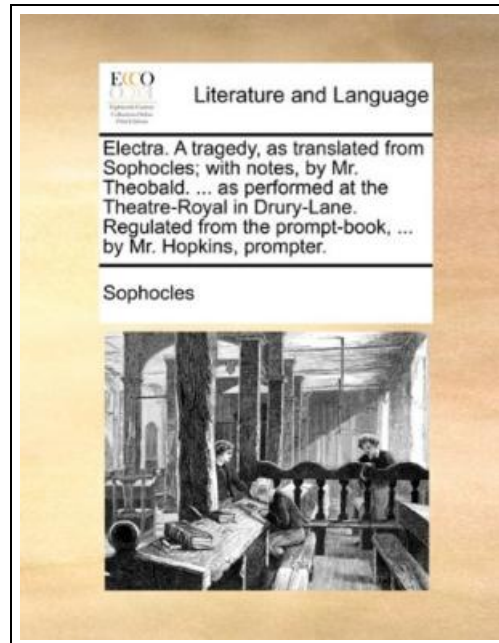 ECCO
Literature and Language
Electra. A tragedy, as translated from
Sophocles; with notes, by Mr.
Theobald. ... as performed at the
Theatre-Royal in Drury-Lane.
Regulated from the prompt-book, ...
by Mr. Hopkins, prompter.
Sophocles